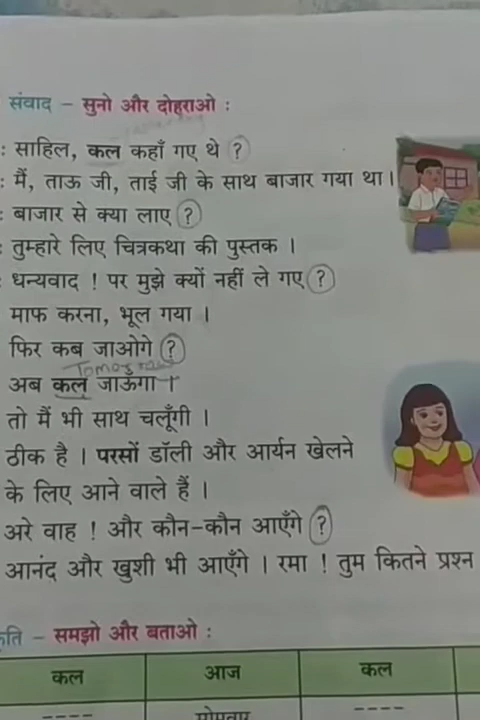 संवाद – सुनो और दोहराओ :
: साहिल, कल कहाँ गए थे ?
: मैं, ताऊ जी, ताई जी के साथ बाजार गया था।
: बाजार से क्या लाए ?
: तुम्हारे लिए चित्रकथा की पुस्तक ।
: धन्यवाद ! पर मुझे क्यों नहीं ले गए ?
माफ करना, भूल गया ।
फिर कब जाओगे ?
Tomorrow
अब कल जाऊँगा ।
तो मैं भी साथ चलूँगी ।
ठीक है । परसों डॉली और आर्यन खेलने
के लिए आने वाले हैं ।
अरे वाह ! और कौन-कौन आएँगे ?
आनंद और खुशी भी आएँगे । रमा ! तुम कितने प्रश्न
– समझो और बताओ :
कल आज कल
---- सोमवार ----